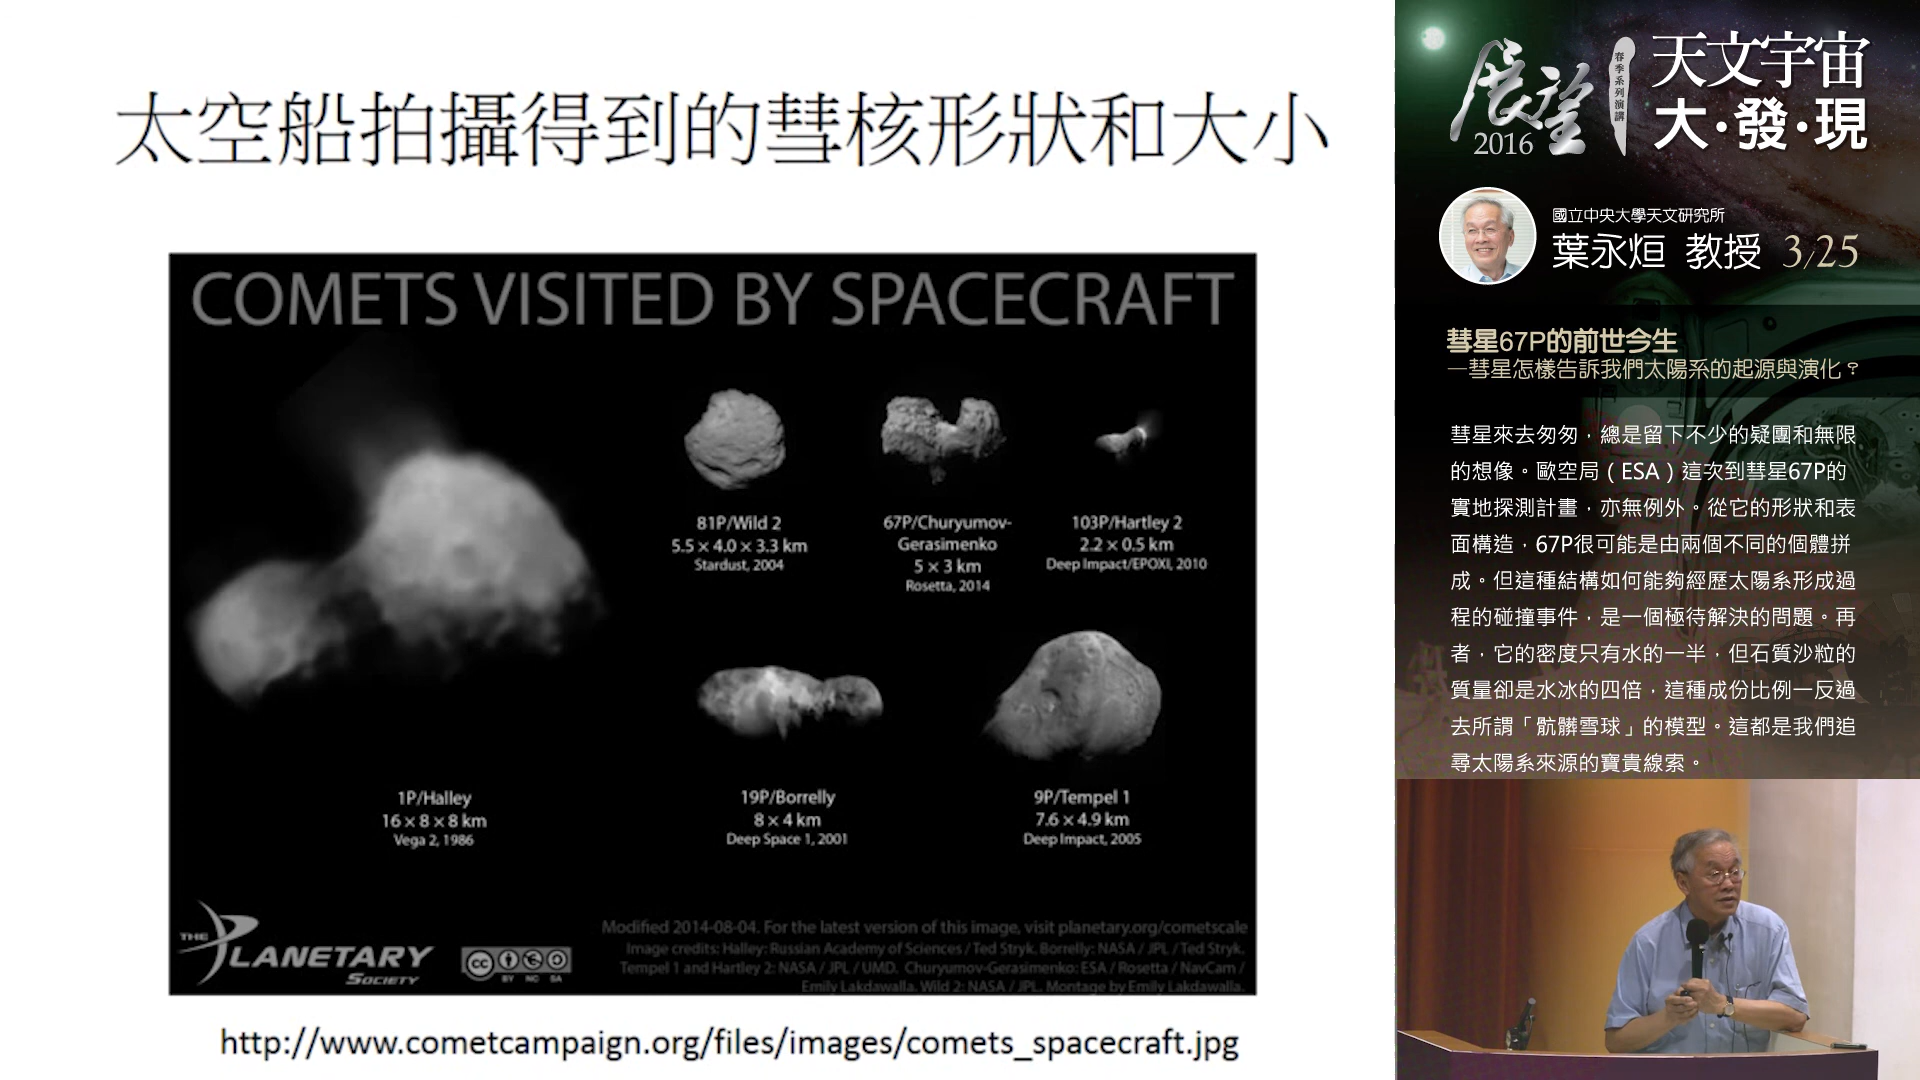 太空船拍攝得到的彗核形狀和大小
COMETS VISITED BY SPACECRAFT
81P/Wild 2
5.5 × 4.0 × 3.3 km
Stardust, 2004
67P/Churyumov-
Gerasimenko
5 × 3 km
Rosetta, 2014
103P/Hartley 2
2.2 × 0.5 km
Deep Impact/EPOXI, 2010
1P/Halley
16 × 8 × 8 km
Vega 2, 1986
19P/Borrelly
8 × 4 km
Deep Space 1, 2001
9P/Tempel 1
7.6 × 4.9 km
Deep Impact, 2005
THE PLANETARY
SOCIETY
cc
BY NC SA
Modified 2014-08-04. For the latest version of this image, visit planetary.org/cometscale
Image credits: Halley: Russian Academy of Sciences / Ted Stryk. Borrelly: NASA / JPL / Ted Stryk.
Tempel 1 and Hartley 2: NASA / JPL / UMD. Churyumov-Gerasimenko: ESA / Rosetta / NavCam /
Emily Lakdawalla. Wild 2: NASA / JPL. Montage by Emily Lakdawalla.
http://www.cometcampaign.org/files/images/comets_spacecraft.jpg
展望
2016
春季系列演講
天文宇宙
大·發·現
國立中央大學天文研究所
葉永烜 教授 3/25
彗星67P的前世今生
—彗星怎樣告訴我們太陽系的起源與演化？
彗星來去匆匆，總是留下不少的疑團和無限
的想像。歐空局（ESA）這次到彗星67P的
實地探測計畫，亦無例外。從它的形狀和表
面構造，67P很可能是由兩個不同的個體拼
成。但這種結構如何能夠經歷太陽系形成過
程的碰撞事件，是一個極待解決的問題。再
者，它的密度只有水的一半，但石質沙粒的
質量卻是水冰的四倍，這種成份比例一反過
去所謂「骯髒雪球」的模型。這都是我們追
尋太陽系來源的寶貴線索。